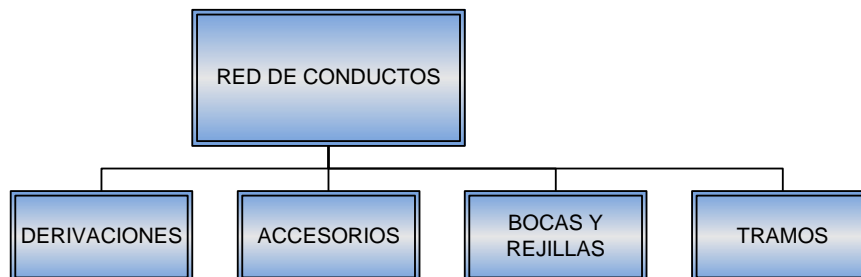 RED DE CONDUCTOS
DERIVACIONES
ACCESORIOS
BOCAS Y
REJILLAS
TRAMOS